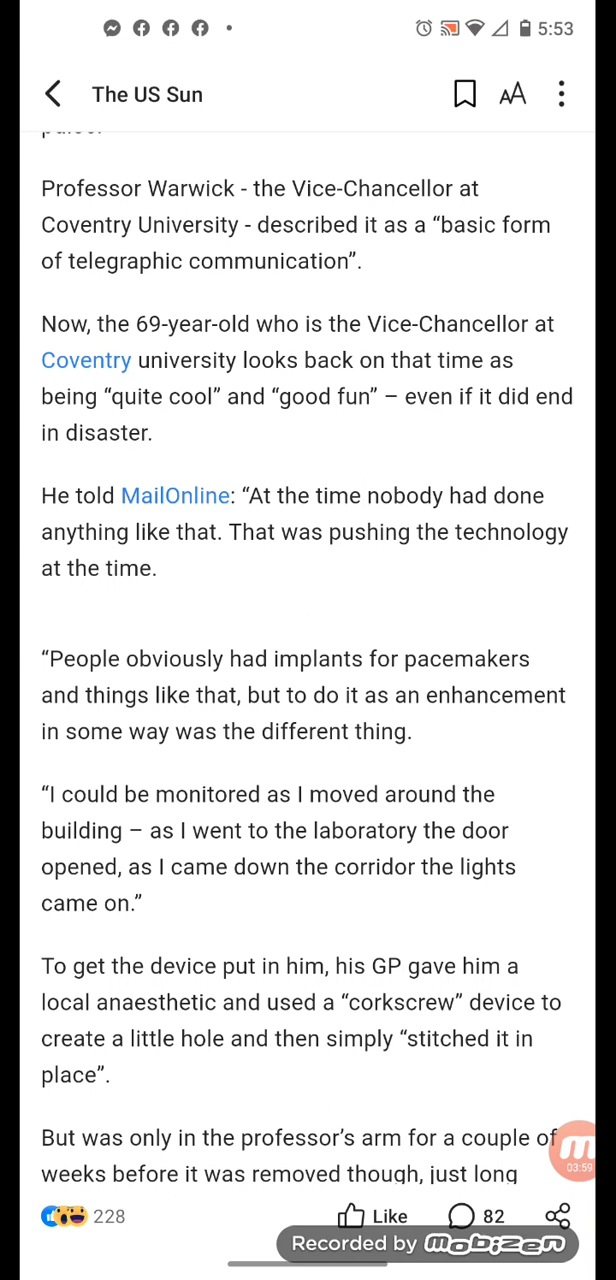 5:53
The US Sun
AA
Professor Warwick - the Vice-Chancellor at
Coventry University - described it as a “basic form
of telegraphic communication”.
Now, the 69-year-old who is the Vice-Chancellor at
Coventry university looks back on that time as
being “quite cool” and “good fun” – even if it did end
in disaster.
He told MailOnline: “At the time nobody had done
anything like that. That was pushing the technology
at the time.
“People obviously had implants for pacemakers
and things like that, but to do it as an enhancement
in some way was the different thing.
“I could be monitored as I moved around the
building – as I went to the laboratory the door
opened, as I came down the corridor the lights
came on.”
To get the device put in him, his GP gave him a
local anaesthetic and used a “corkscrew” device to
create a little hole and then simply “stitched it in
place”.
But was only in the professor’s arm for a couple of
weeks before it was removed though, just long
03:59
228
Like
82
Recorded by mobizen